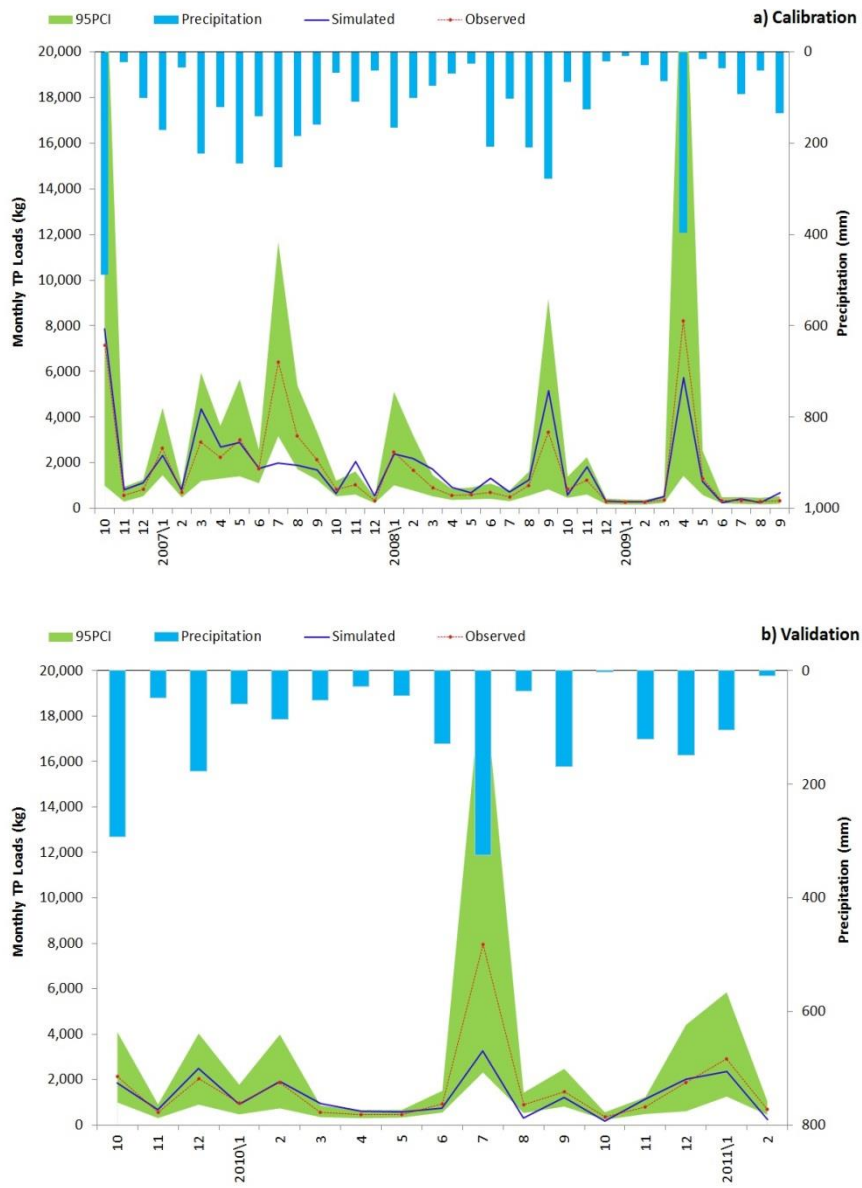 95PCI Precipitation Simulated Observed a) Calibration
20,000 0
18,000
16,000 200
14,000
12,000 400
10,000
8,000 600
6,000
4,000 800
2,000
0 1,000
Monthly TP Loads (kg)
Precipitation (mm)
10 11 12 2007\1 2 3 4 5 6 7 8 9 10 11 12 2008\1 2 3 4 5 6 7 8 9 10 11 12 2009\1 2 3 4 5 6 7 8 9
95PCI Precipitation Simulated Observed b) Validation
20,000 0
18,000
16,000
14,000 200
12,000
10,000 400
8,000
6,000
4,000 600
2,000
0 800
Monthly TP Loads (kg)
Precipitation (mm)
10 11 12 2010\1 2 3 4 5 6 7 8 9 10 11 12 2011\1 2